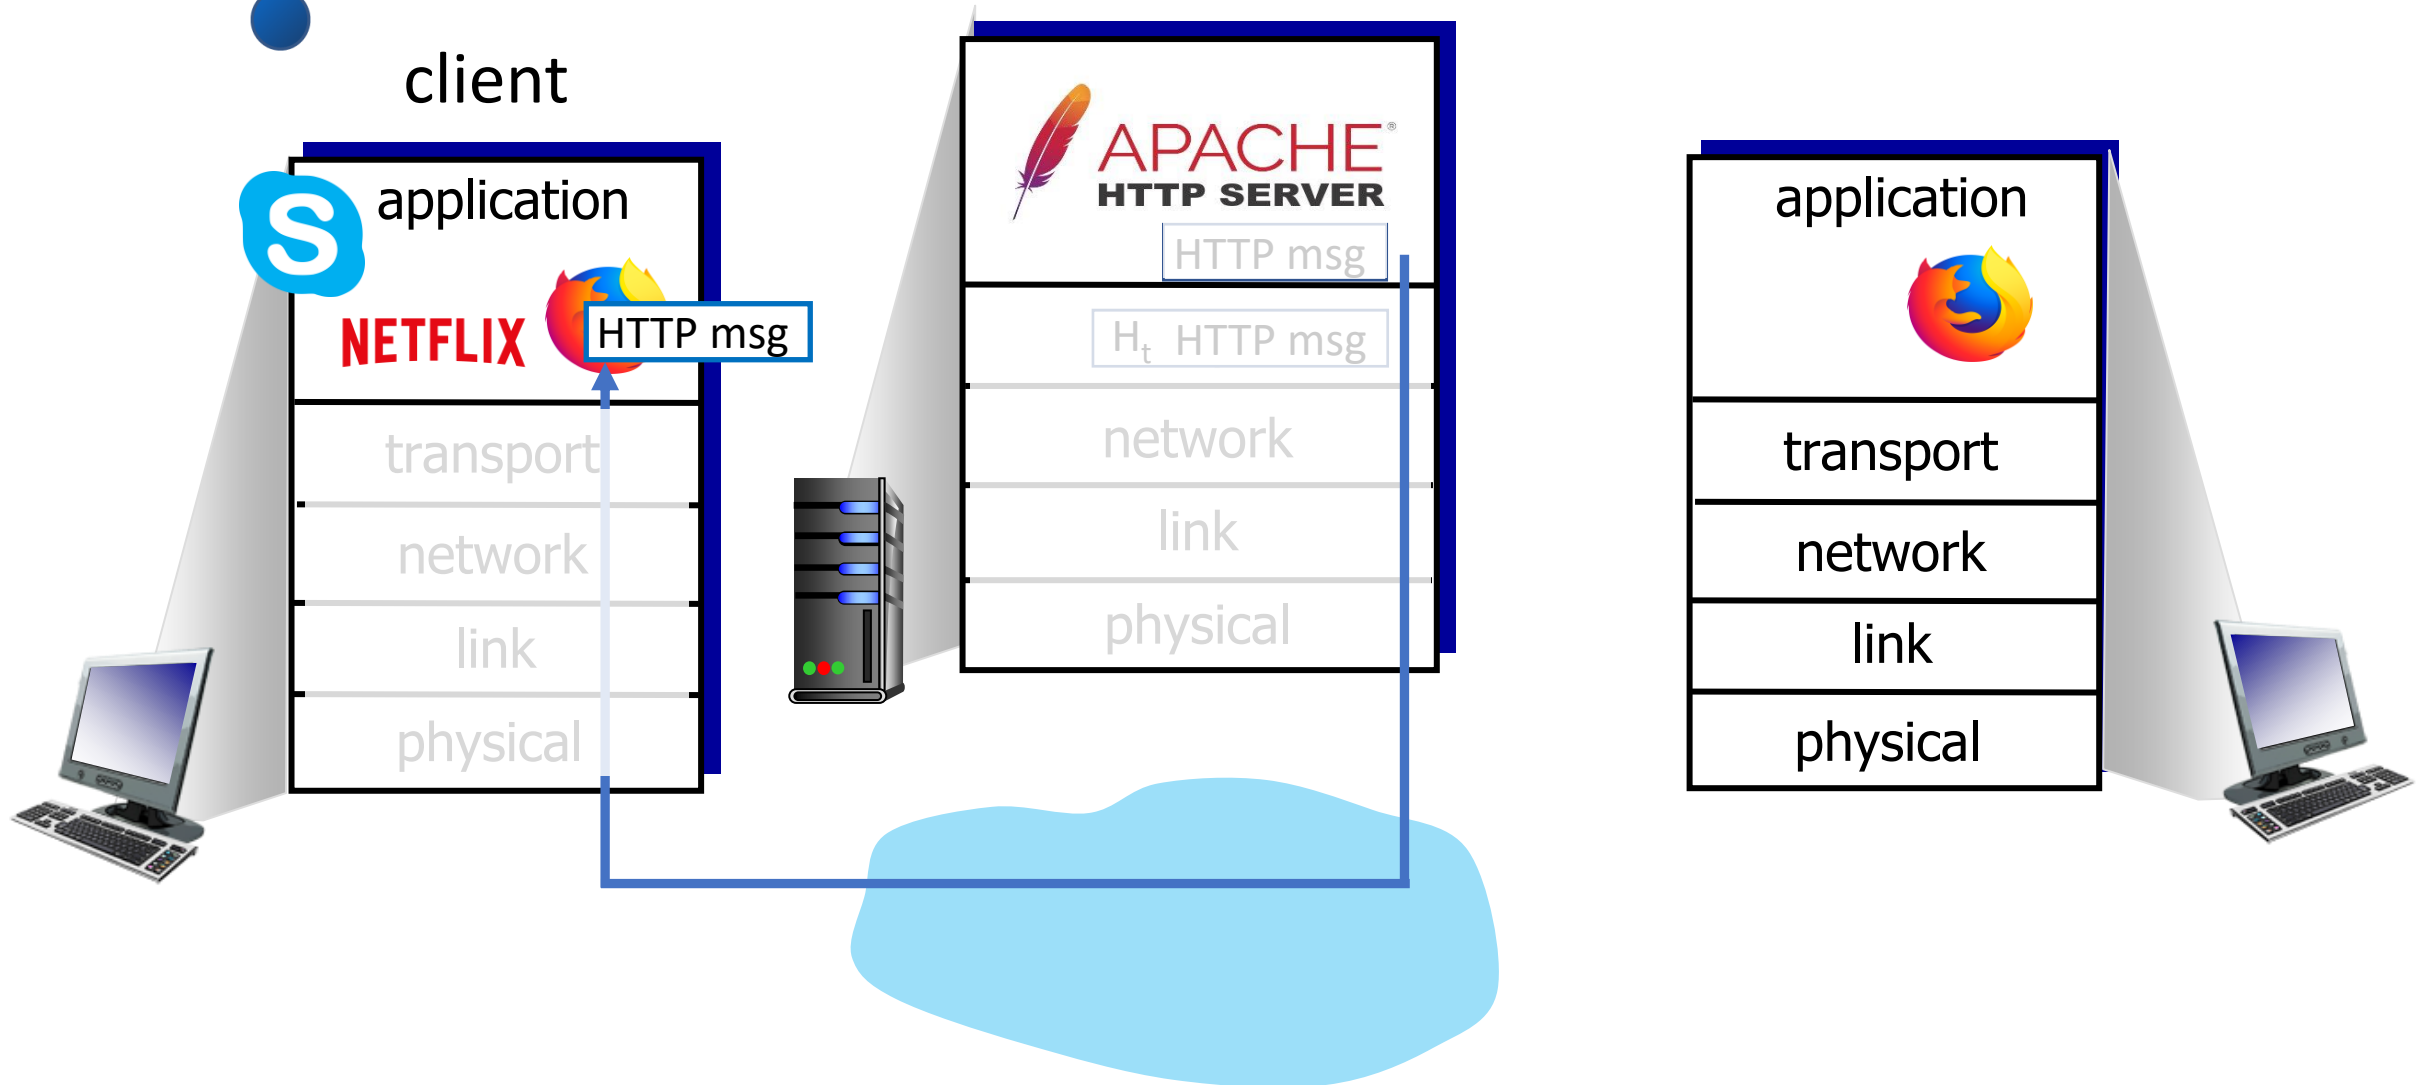 client
application
NETFLIX
HTTP msg
transport
network
link
physical
APACHE®
HTTP SERVER
HTTP msg
Ht HTTP msg
network
link
physical
application
transport
network
link
physical